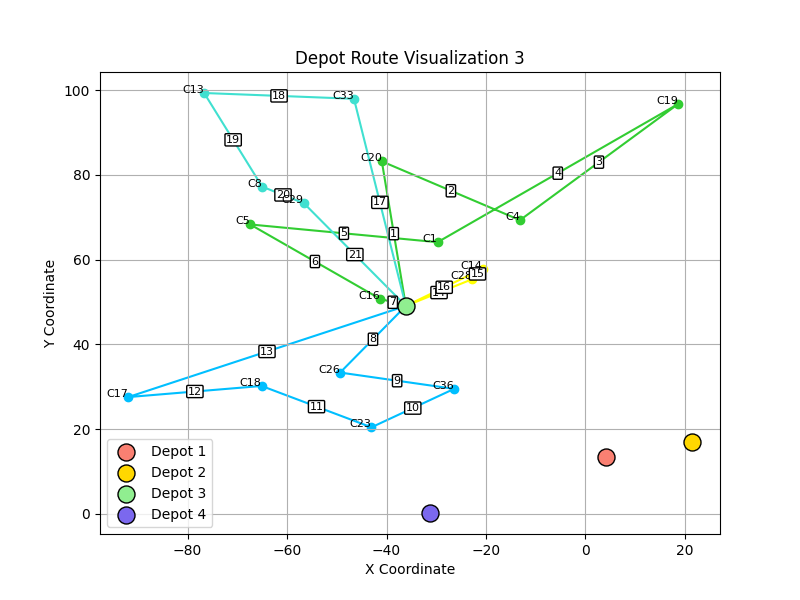 Depot Route Visualization 3
100
80
60
40
20
0
Y Coordinate
−80
−60
−40
−20
0
20
X Coordinate
C13
18
C33
C19
19
C20
4
3
C8
20
C29
2
17
C5
5
1
C1
C4
21
6
C14
C28
15
16
C16
7
8
13
C26
9
C36
C17
12
C18
11
10
C23
Depot 1
Depot 2
Depot 3
Depot 4